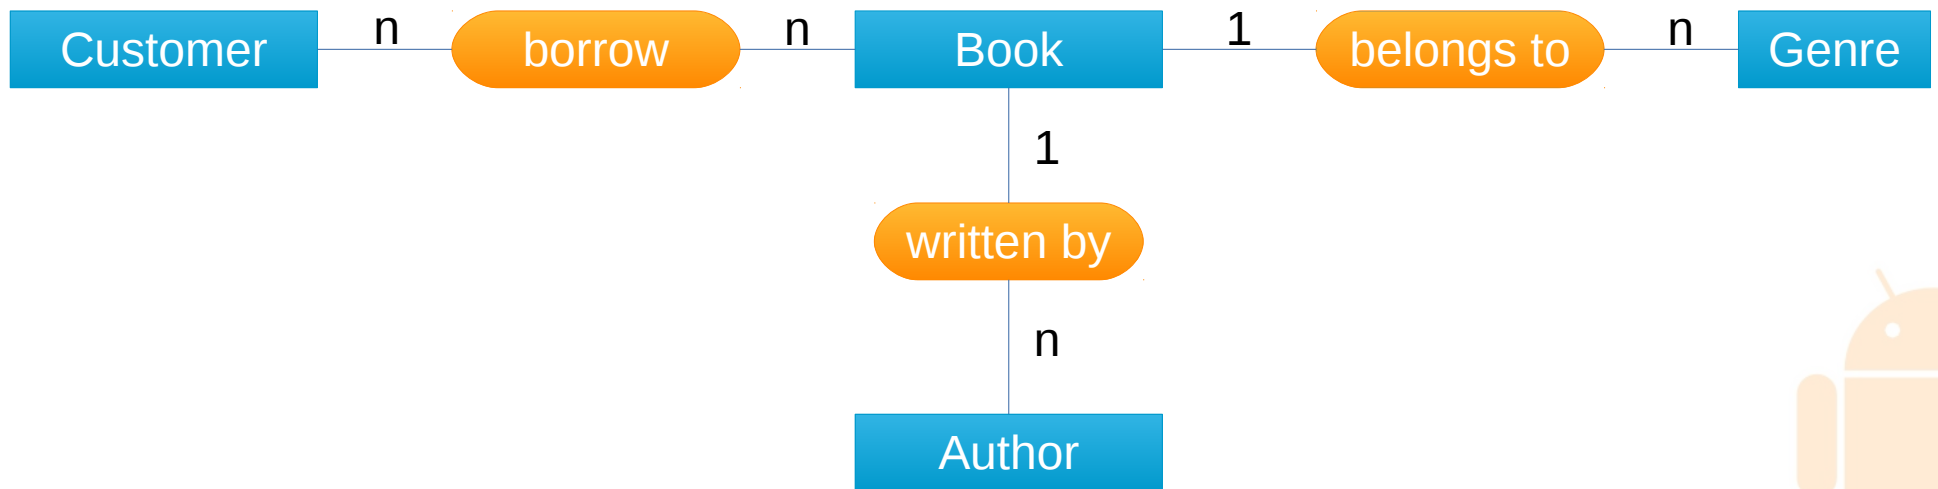 Customer n borrow n Book 1 belongs to n Genre
1
written by
n
Author